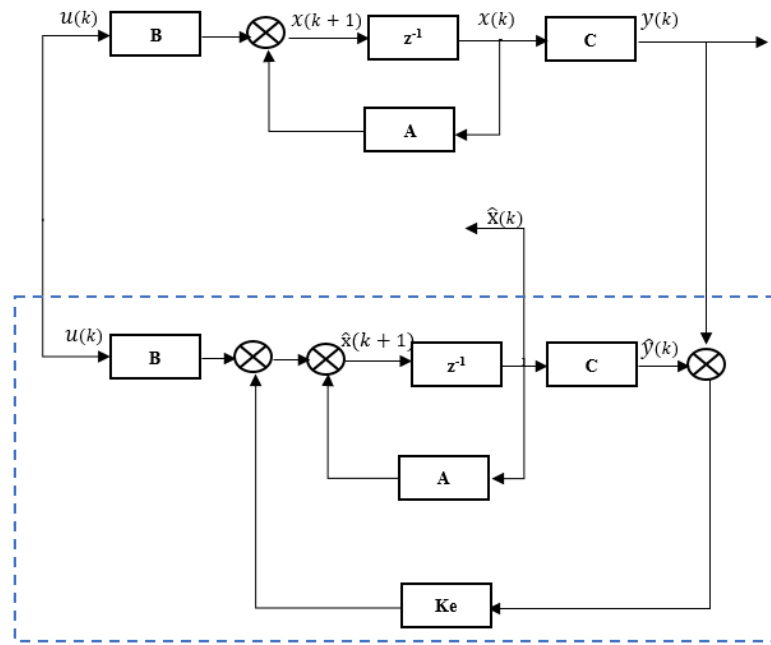 u(k)
B
x(k + 1)
z⁻¹
x(k)
C
y(k)
A
x̂(k)
u(k)
B
x̂(k + 1)
z⁻¹
C
ŷ(k)
A
Ke